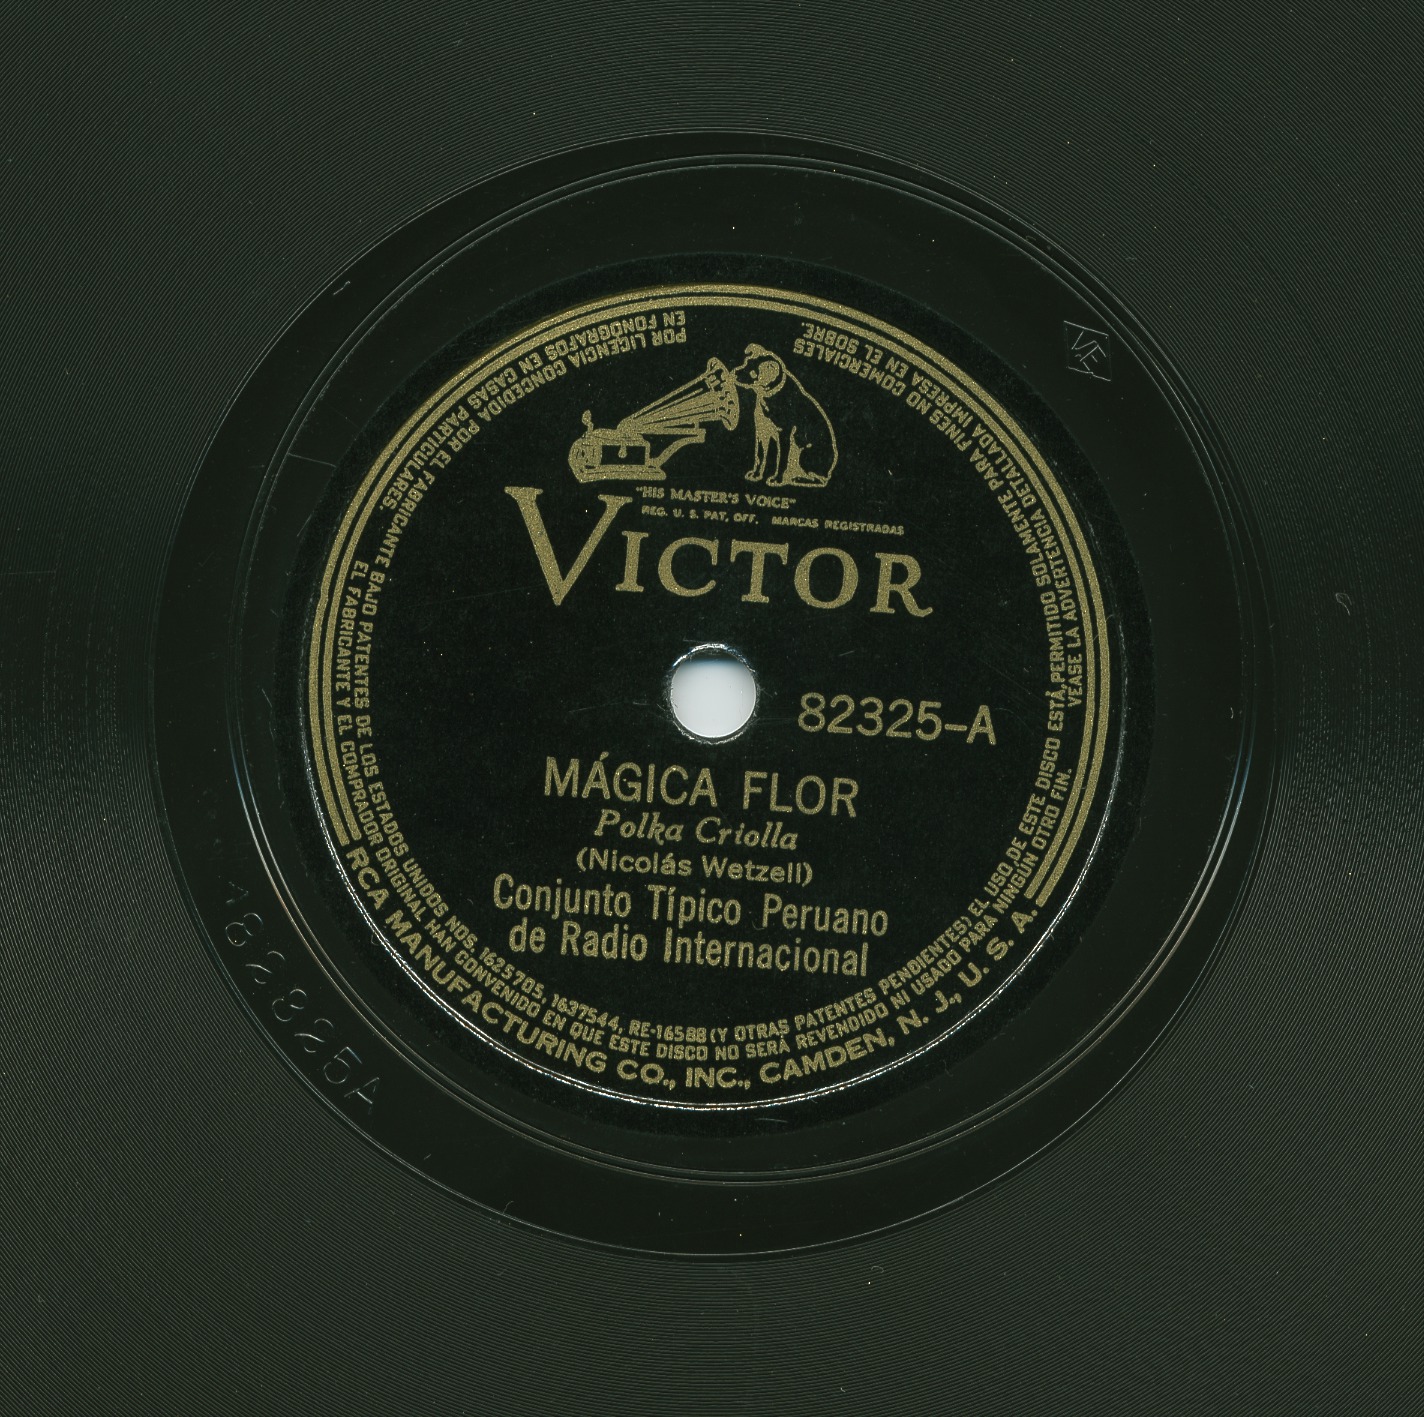 "HIS MASTER'S VOICE"
REG. U. S. PAT. OFF. MARCAS REGISTRADAS
VICTOR
82325-A
MÁGICA FLOR
Polka Criolla
(Nicolás Wetzell)
Conjunto Típico Peruano
de Radio Internacional
POR LICENCIA CONCEDIDA POR EL FABRICANTE BAJO PATENTES DE LOS ESTADOS UNIDOS NOS. 1625705, 1637544, RE-16588 (Y OTRAS PATENTES PENDIENTES) EL USO DE ESTE DISCO ESTÁ PERMITIDO SOLAMENTE PARA FINES NO COMERCIALES
EN FONÓGRAFOS EN CASAS PARTICULARES. EL FABRICANTE Y EL COMPRADOR ORIGINAL HAN CONVENIDO EN QUE ÉSTE DISCO NO SERÁ REVENDIDO NI USADO PARA NINGÚN OTRO FIN. VÉASE LA ADVERTENCIA DETALLADA IMPRESA EN EL SOBRE.
RCA MANUFACTURING CO., INC., CAMDEN, N. J., U. S. A.
VE
82325A